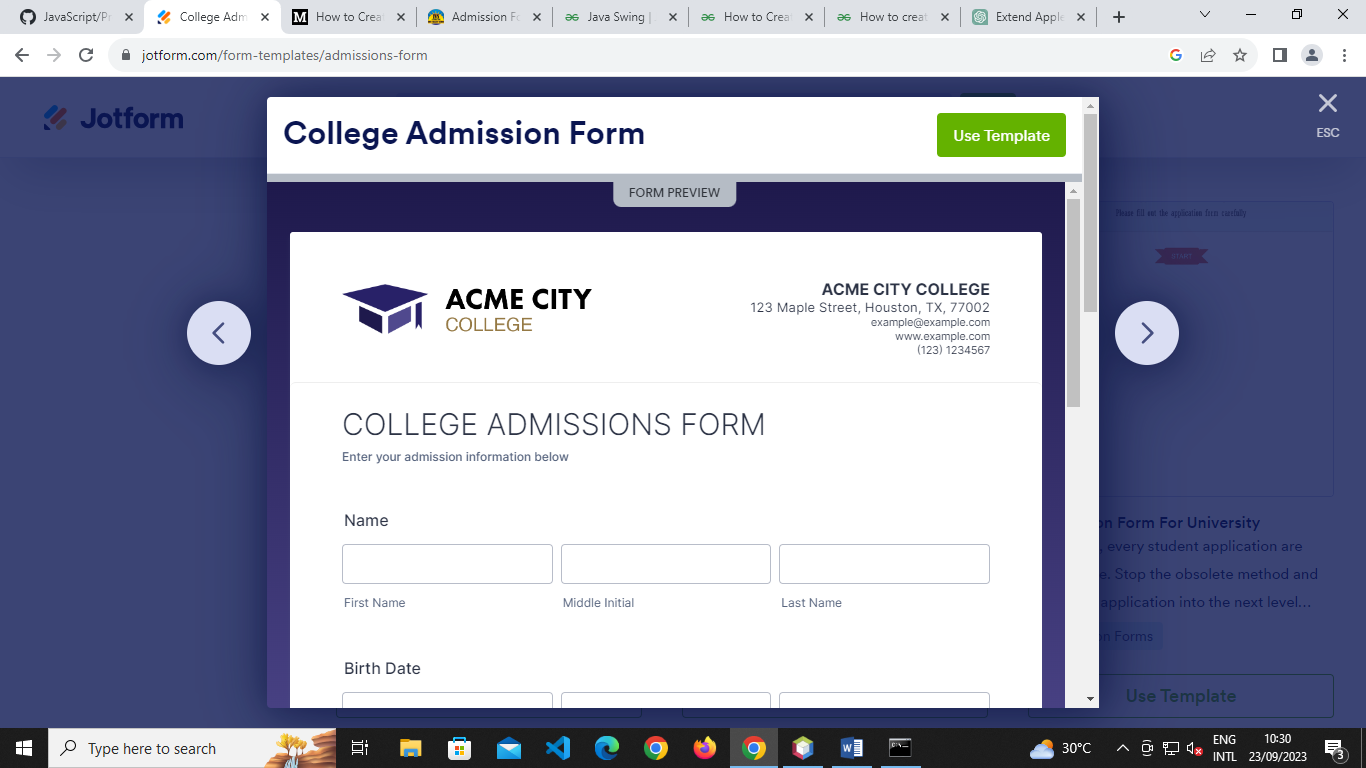 JavaScript/Pr
College Adm
How to Crea
Admission Fo
Java Swing |
How to Crea
How to creat
Extend Apple
jotform.com/form-templates/admissions-form
Jotform
ESC
College Admission Form
Use Template
FORM PREVIEW
Please fill out the application form carefully
START
ACME CITY
COLLEGE
ACME CITY COLLEGE
123 Maple Street, Houston, TX, 77002
example@example.com
www.example.com
(123) 1234567
COLLEGE ADMISSIONS FORM
Enter your admission information below
Name
First Name
Middle Initial
Last Name
Birth Date
on Form For University
, every student application are
e. Stop the obsolete method and
application into the next level...
on Forms
Use Template
Type here to search
30°C
ENG
INTL
10:30
23/09/2023
3